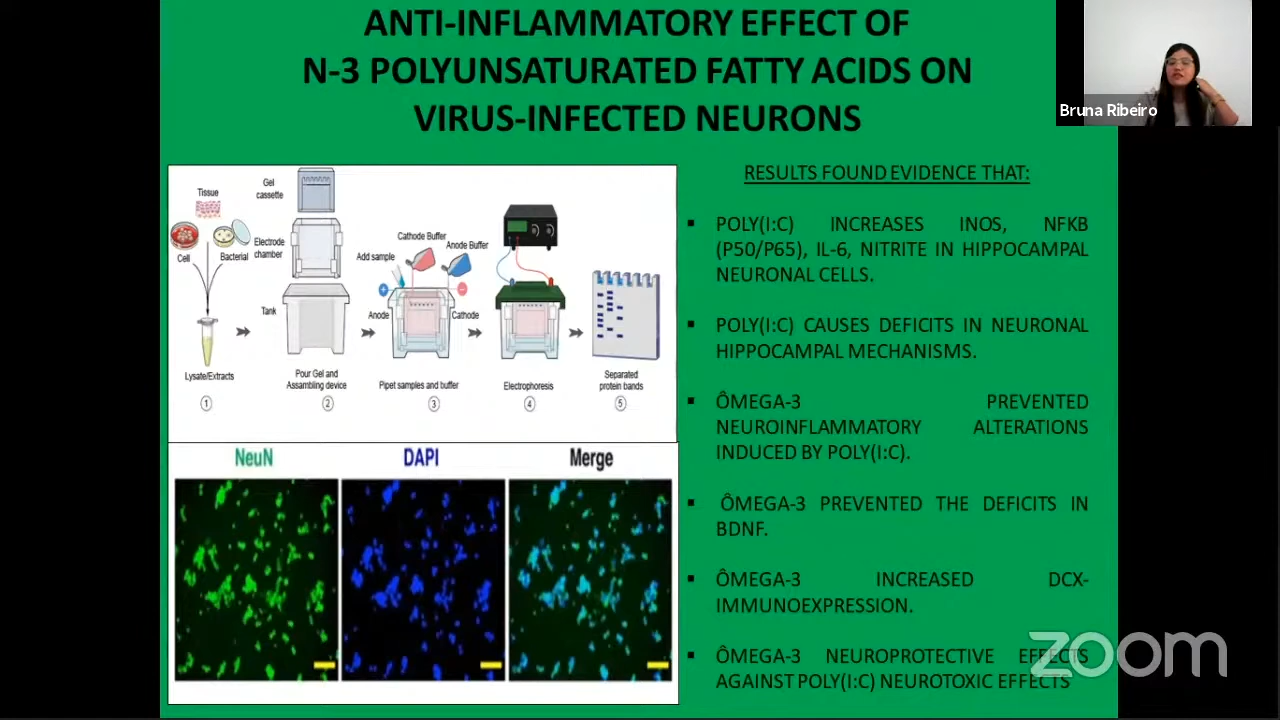 ANTI-INFLAMMATORY EFFECT OF
N-3 POLYUNSATURATED FATTY ACIDS ON
VIRUS-INFECTED NEURONS
Bruna Ribeiro
Tissue
Cell
Bacterial
Lysate/Extracts
①
Gel
cassette
Electrode
chamber
Tank
Pour Gel and
Assambling device
②
Cathode Buffer
Anode Buffer
Add sample
Anode
Cathode
Pipet samples and buffer
③
Electrophoresis
④
Separated
protein bands
⑤
NeuN
DAPI
Merge
RESULTS FOUND EVIDENCE THAT:
▪ POLY(I:C) INCREASES INOS, NFKB
(P50/P65), IL-6, NITRITE IN HIPPOCAMPAL
NEURONAL CELLS.
▪ POLY(I:C) CAUSES DEFICITS IN NEURONAL
HIPPOCAMPAL MECHANISMS.
▪ ÔMEGA-3 PREVENTED
NEUROINFLAMMATORY ALTERATIONS
INDUCED BY POLY(I:C).
▪ ÔMEGA-3 PREVENTED THE DEFICITS IN
BDNF.
▪ ÔMEGA-3 INCREASED DCX-
IMMUNOEXPRESSION.
▪ ÔMEGA-3 NEUROPROTECTIVE EFFECTS
AGAINST POLY(I:C) NEUROTOXIC EFFECTS
zoom